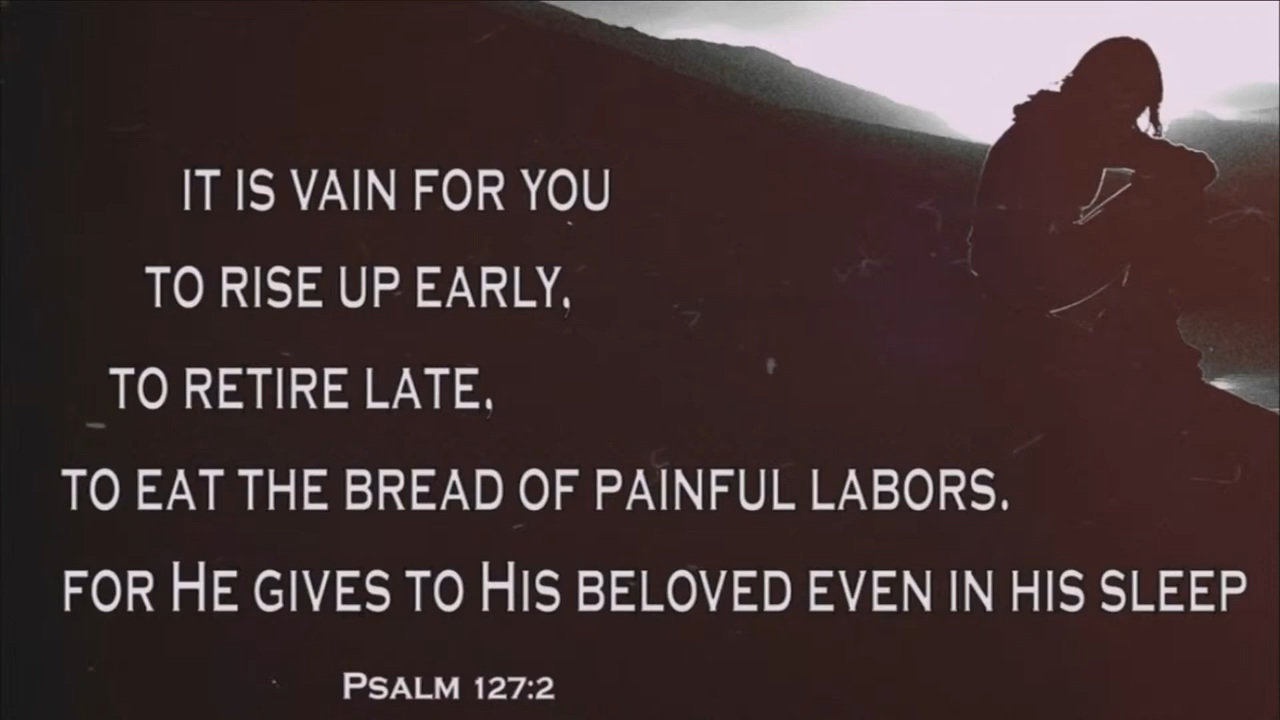 IT IS VAIN FOR YOU
TO RISE UP EARLY,
TO RETIRE LATE,
TO EAT THE BREAD OF PAINFUL LABORS.
FOR HE GIVES TO HIS BELOVED EVEN IN HIS SLEEP
PSALM 127:2